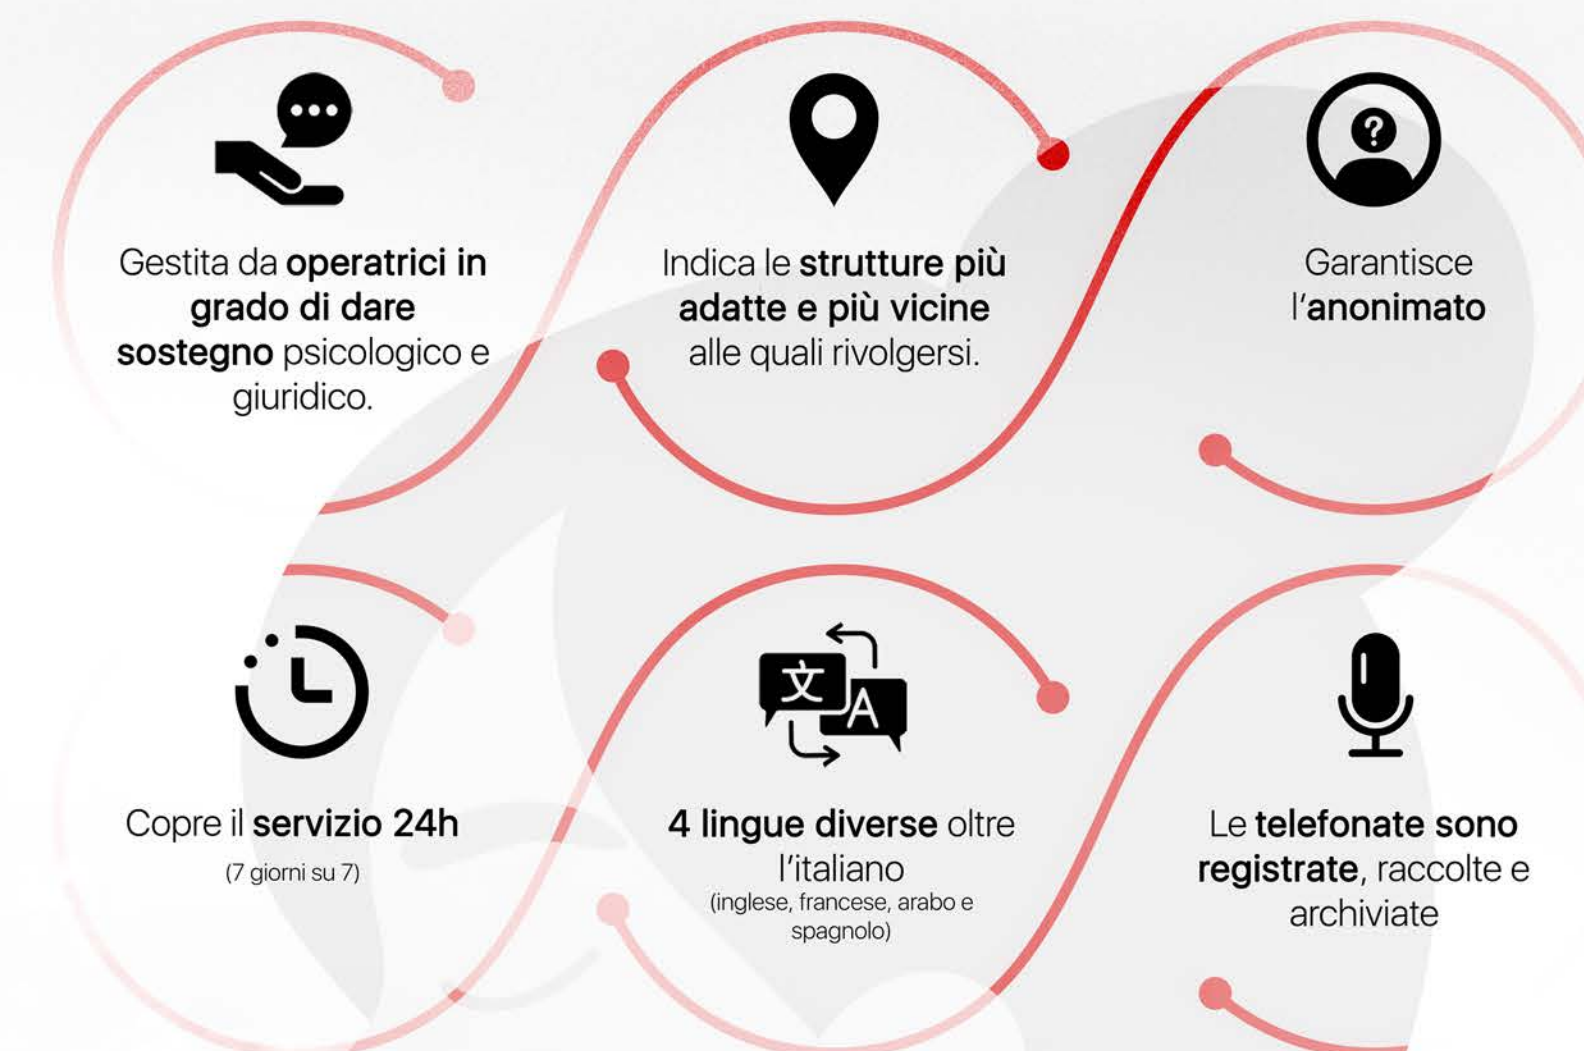 Gestita da operatrici in
grado di dare
sostegno psicologico e
giuridico.
Indica le strutture più
adatte e più vicine
alle quali rivolgersi.
?
Garantisce
l'anonimato
Copre il servizio 24h
(7 giorni su 7)
文
A
4 lingue diverse oltre
l'italiano
(inglese, francese, arabo e
spagnolo)
Le telefonate sono
registrate, raccolte e
archiviate